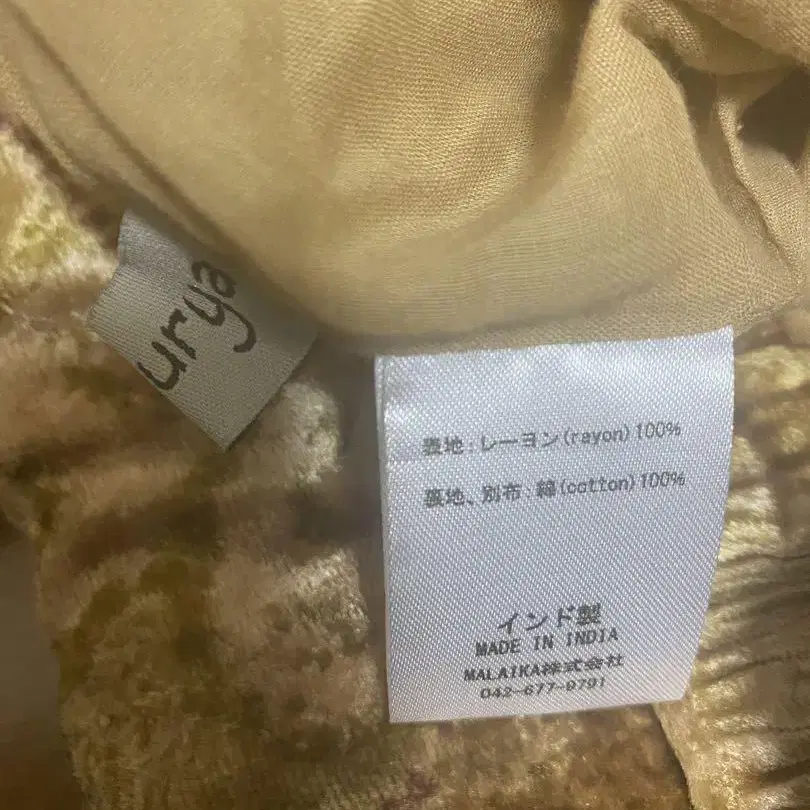 urya
表地:レーヨン(rayon)100%
裏地、別布:綿(cotton)100%
インド製
MADE IN INDIA
MALAIKA株式会社
042-677-9791